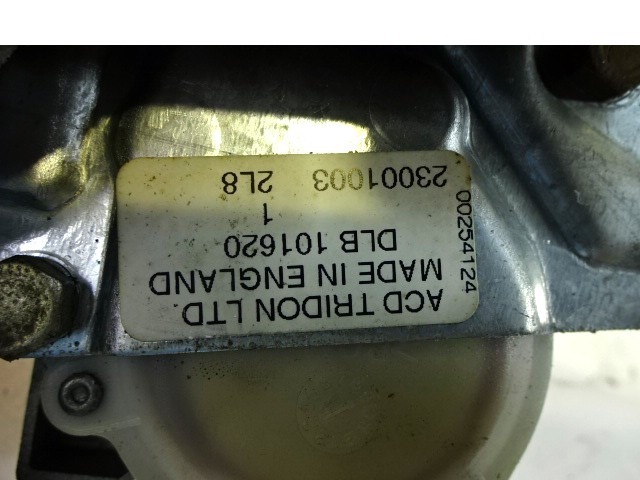 ACD TRIDON LTD
MADE IN ENGLAND
DLB 101620
1
23001003 2L8
00254124